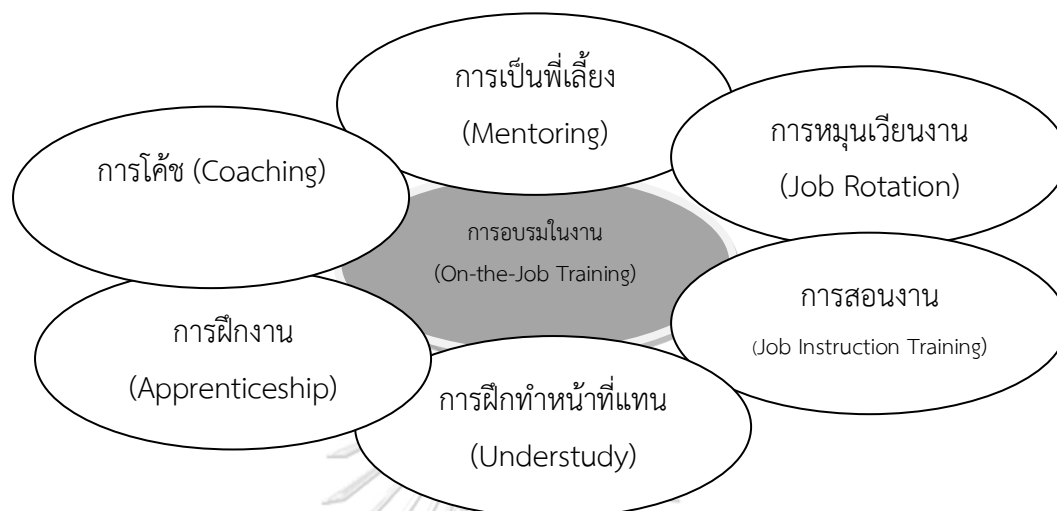 การเป็นพี่เลี้ยง
(Mentoring)
การหมุนเวียนงาน
(Job Rotation)
การโค้ช (Coaching)
การอบรมในงาน
(On-the-Job Training)
การสอนงาน
(Job Instruction Training)
การฝึกงาน
(Apprenticeship)
การฝึกทำหน้าที่แทน
(Understudy)